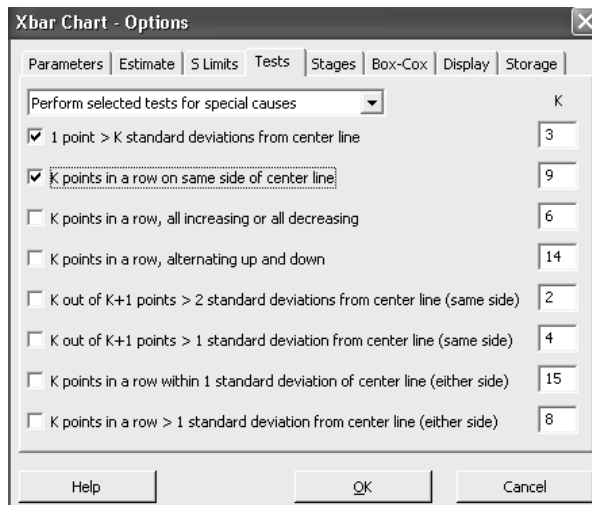 Xbar Chart - Options
Parameters Estimate S Limits Tests Stages Box-Cox Display Storage
Perform selected tests for special causes K
1 point > K standard deviations from center line 3
K points in a row on same side of center line 9
K points in a row, all increasing or all decreasing 6
K points in a row, alternating up and down 14
K out of K+1 points > 2 standard deviations from center line (same side) 2
K out of K+1 points > 1 standard deviation from center line (same side) 4
K points in a row within 1 standard deviation of center line (either side) 15
K points in a row > 1 standard deviation from center line (either side) 8
Help OK Cancel